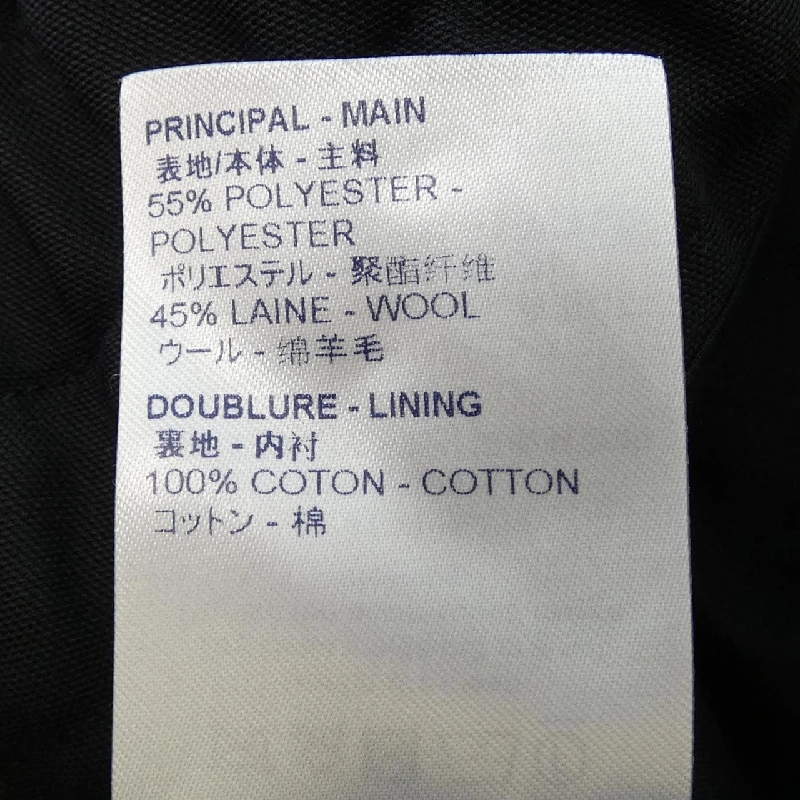 PRINCIPAL - MAIN
表地/本体 - 主料
55% POLYESTER -
POLYESTER
ポリエステル - 聚酯纤维
45% LAINE - WOOL
ウール - 绵羊毛
DOUBLURE - LINING
裏地 - 内衬
100% COTON - COTTON
コットン - 棉